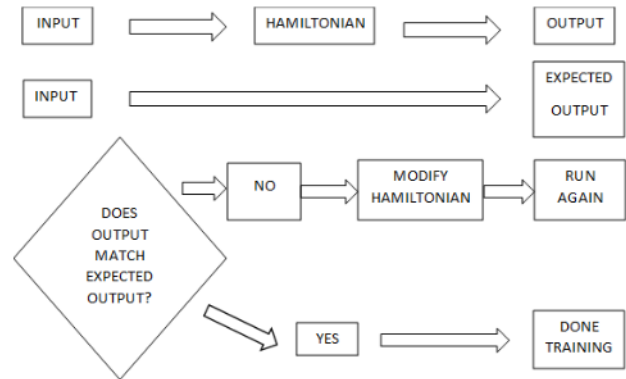 INPUT
HAMILTONIAN
OUTPUT
INPUT
EXPECTED
OUTPUT
DOES
OUTPUT
MATCH
EXPECTED
OUTPUT?
NO
MODIFY
HAMILTONIAN
RUN
AGAIN
YES
DONE
TRAINING